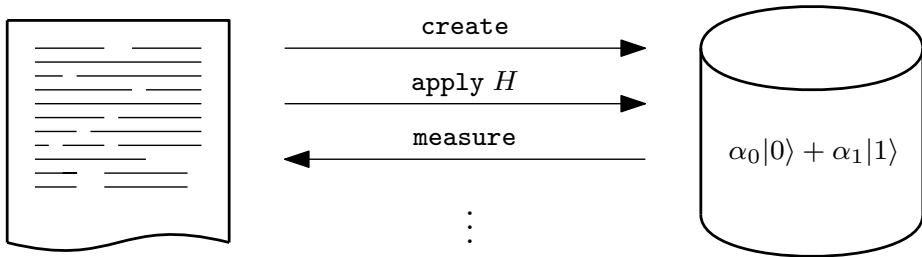 create
apply H
measure
⋮
α₀|0⟩ + α₁|1⟩